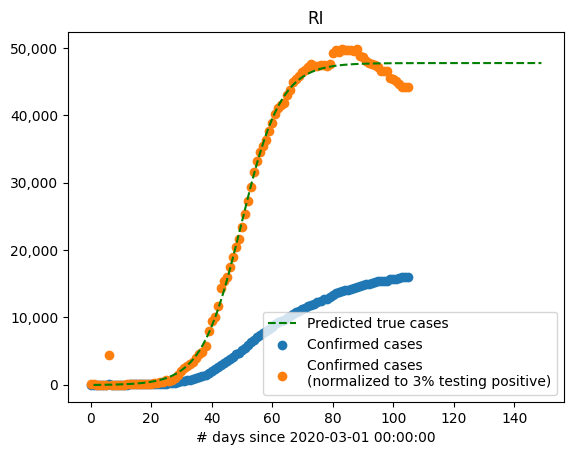 RI
50,000
40,000
30,000
20,000
10,000
0
Predicted true cases
Confirmed cases
Confirmed cases
(normalized to 3% testing positive)
0 20 40 60 80 100 120 140
# days since 2020-03-01 00:00:00